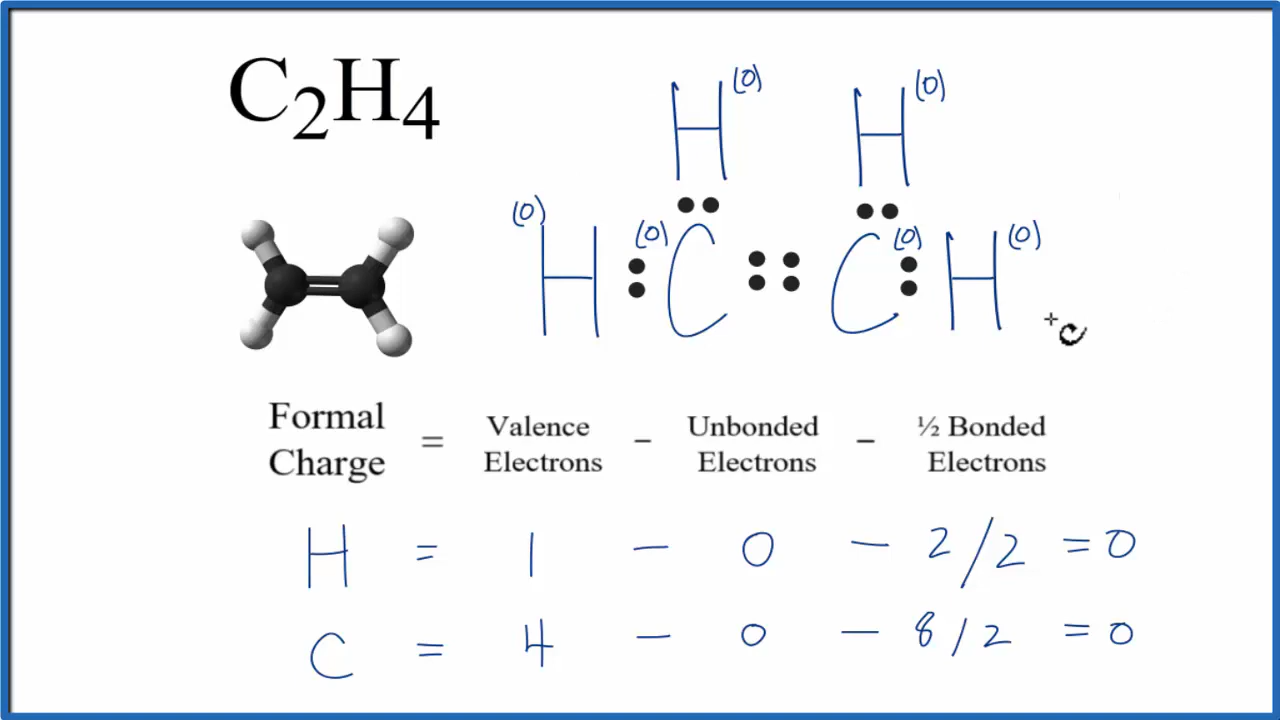 C₂H₄
H (0) H (0)
(0) H (0) C C (0) H (0)
Formal Charge = Valence Electrons − Unbonded Electrons − ½ Bonded Electrons
H = 1 − 0 − 2/2 = 0
C = 4 − 0 − 8/2 = 0